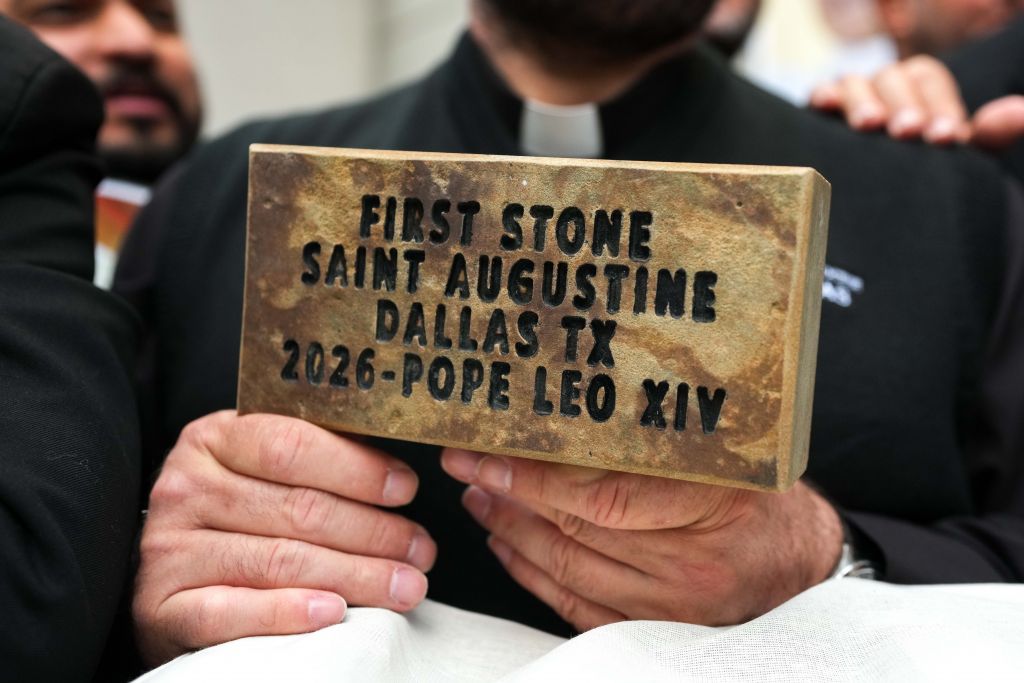 FIRST STONE
SAINT AUGUSTINE
DALLAS TX
2026-POPE LEO XIV